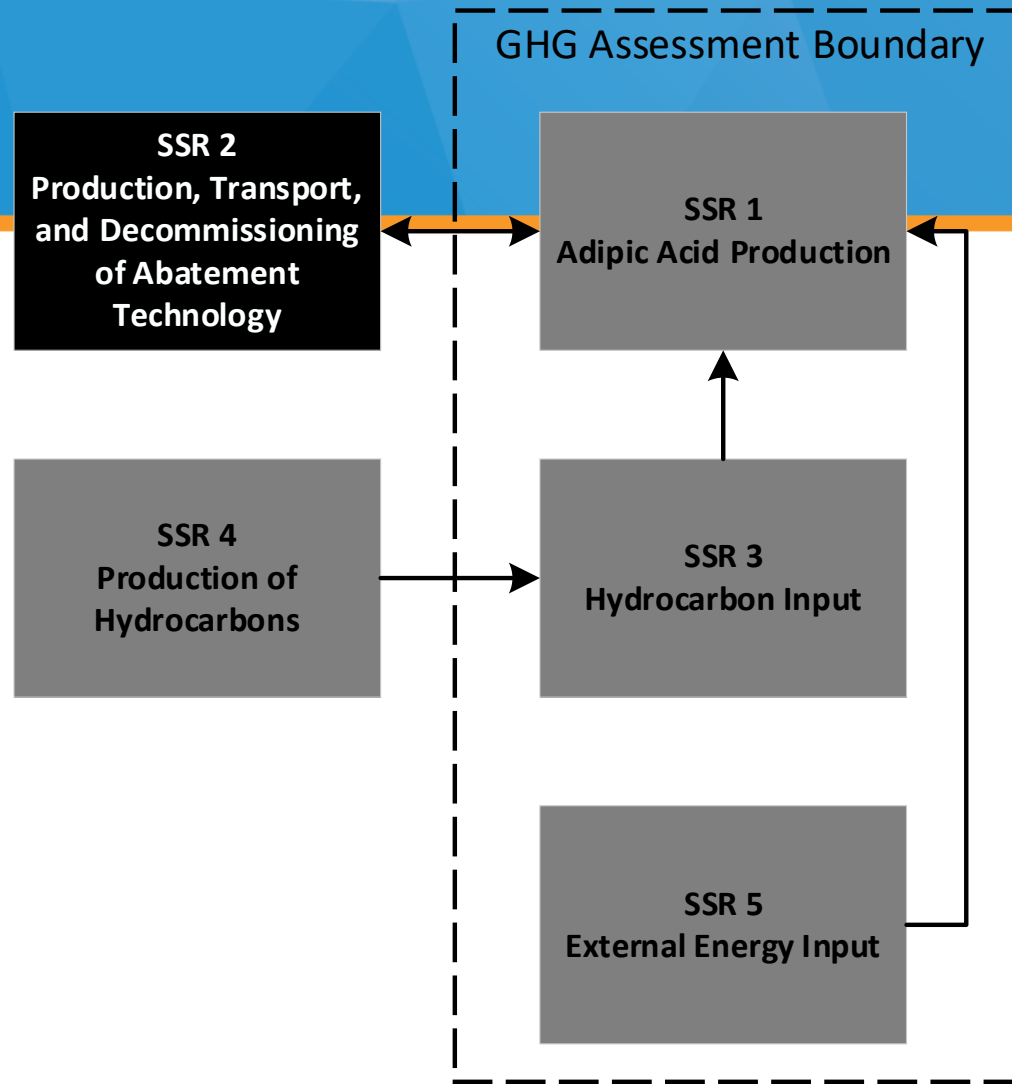 GHG Assessment Boundary
SSR 2
Production, Transport,
and Decommissioning
of Abatement
Technology
SSR 1
Adipic Acid Production
SSR 4
Production of
Hydrocarbons
SSR 3
Hydrocarbon Input
SSR 5
External Energy Input